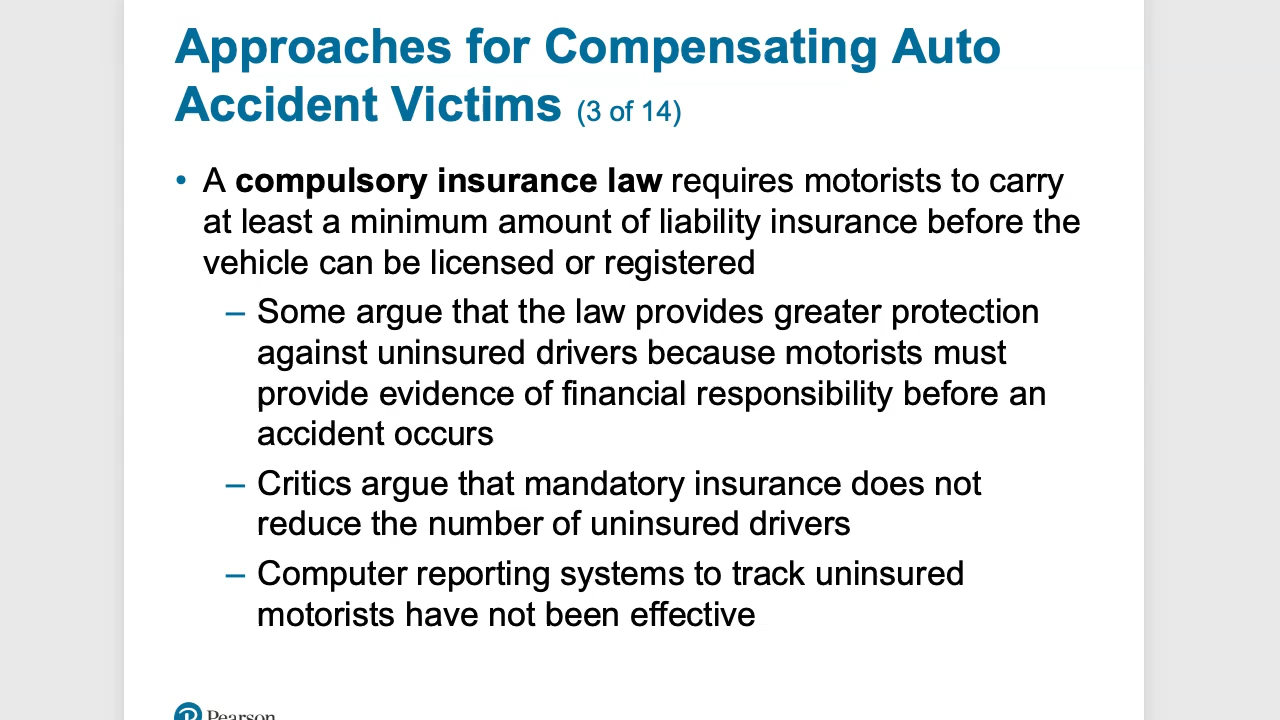 Approaches for Compensating Auto
Accident Victims (3 of 14)
• A compulsory insurance law requires motorists to carry
at least a minimum amount of liability insurance before the
vehicle can be licensed or registered
– Some argue that the law provides greater protection
against uninsured drivers because motorists must
provide evidence of financial responsibility before an
accident occurs
– Critics argue that mandatory insurance does not
reduce the number of uninsured drivers
– Computer reporting systems to track uninsured
motorists have not been effective
Pearson